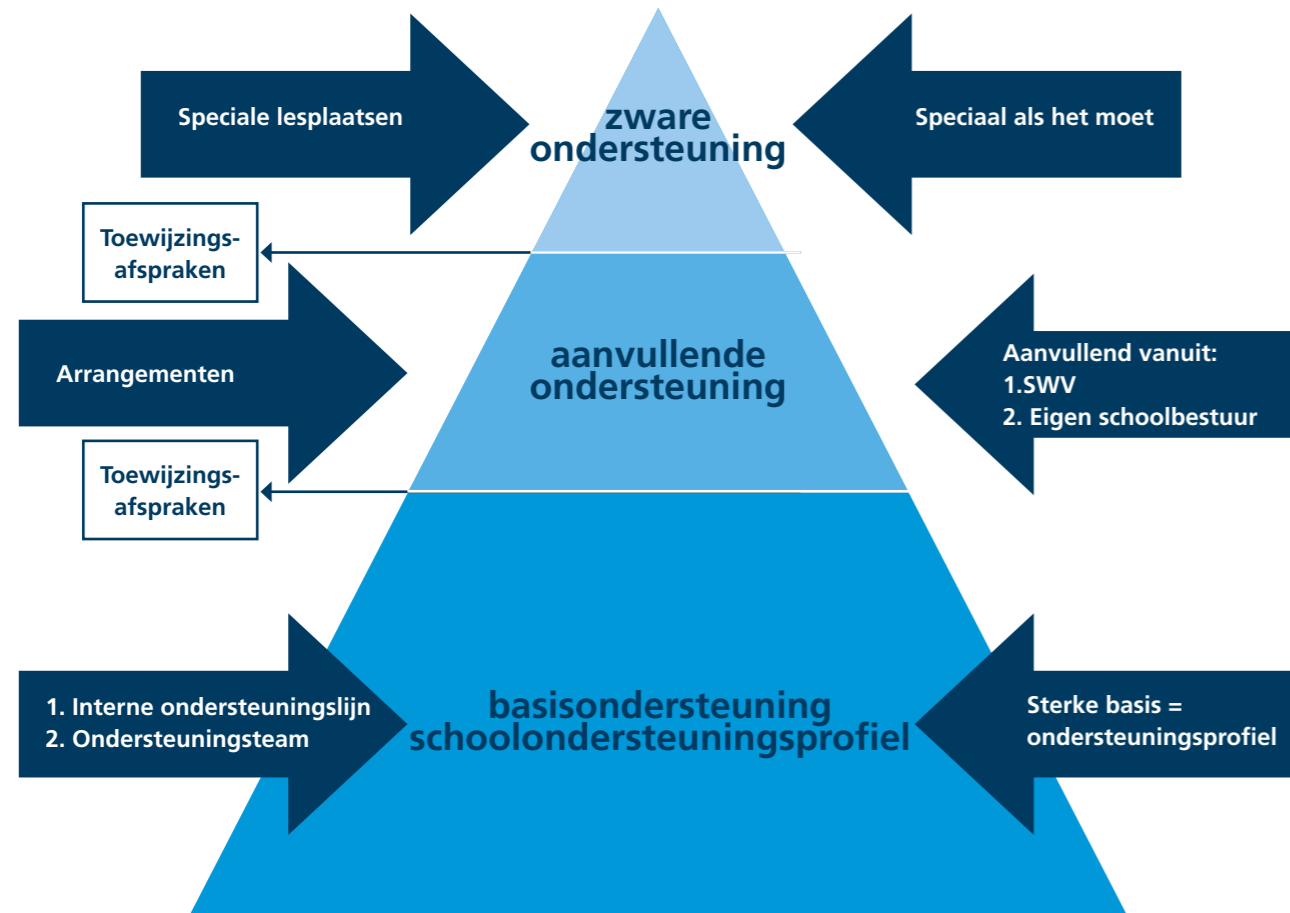 Speciale lesplaatsen
zware
ondersteuning
Speciaal als het moet
Toewijzings-
afspraken
Arrangementen
aanvullende
ondersteuning
Aanvullend vanuit:
1.SWV
2. Eigen schoolbestuur
Toewijzings-
afspraken
1. Interne ondersteuningslijn
2. Ondersteuningsteam
basisondersteuning
schoolondersteuningsprofiel
Sterke basis =
ondersteuningsprofiel